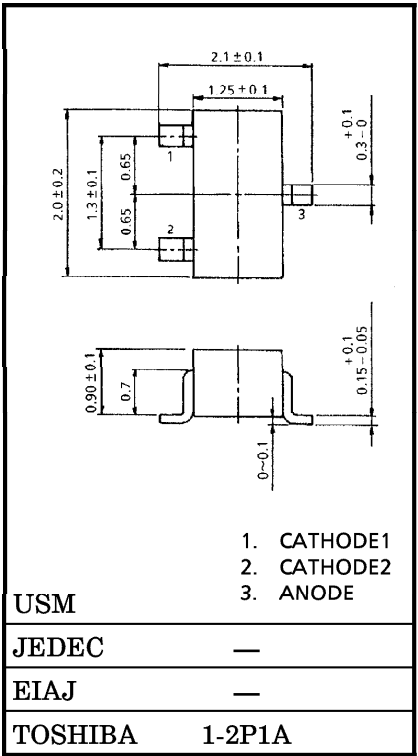 2.1±0.1
1.25±0.1
+0.1
0.3-0
2.0±0.2
1.3±0.1
0.65
0.65
1
2
3
0.90±0.1
0.7
0~0.1
+0.1
0.15-0.05
1. CATHODE1
2. CATHODE2
3. ANODE
USM
JEDEC —
EIAJ —
TOSHIBA 1-2P1A